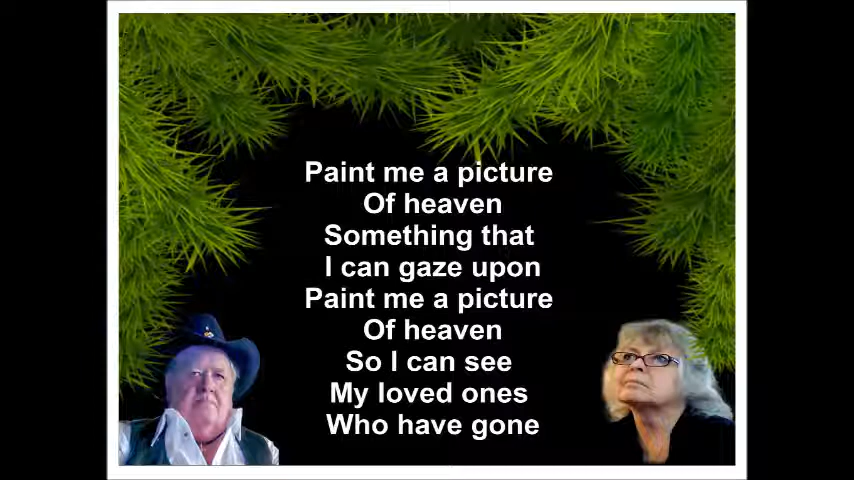 Paint me a picture
Of heaven
Something that
I can gaze upon
Paint me a picture
Of heaven
So I can see
My loved ones
Who have gone